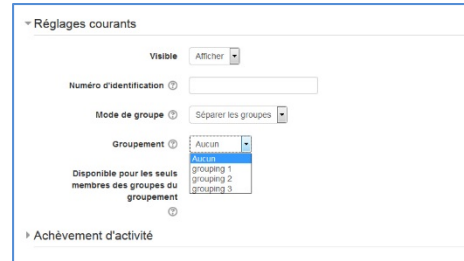 Réglages courants
Visible Afficher
Numéro d'identification
Mode de groupe Séparer les groupes
Groupement Aucun
Aucun
grouping 1
grouping 2
grouping 3
Disponible pour les seuls
membres des groupes du
groupement
Achèvement d'activité